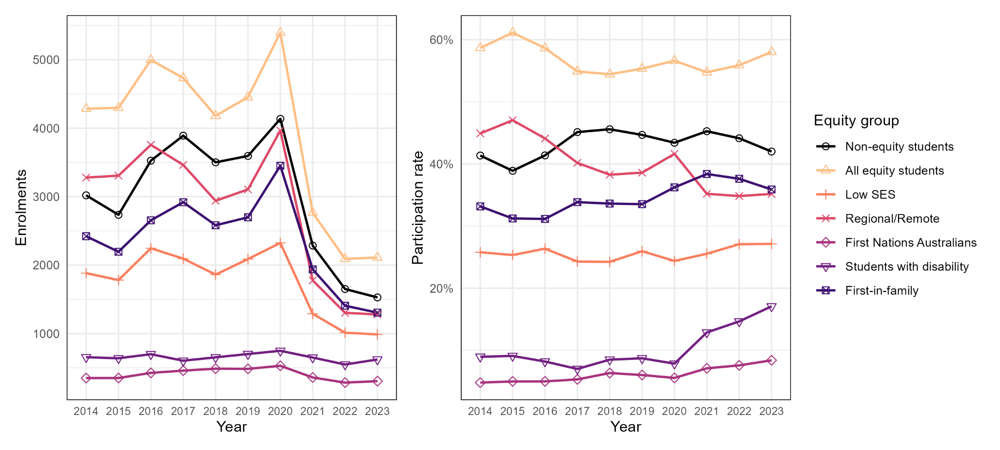 Enrolments
5000
4000
3000
2000
1000
2014 2015 2016 2017 2018 2019 2020 2021 2022 2023
Year
Participation rate
60%
40%
20%
2014 2015 2016 2017 2018 2019 2020 2021 2022 2023
Year
Equity group
Non-equity students
All equity students
Low SES
Regional/Remote
First Nations Australians
Students with disability
First-in-family